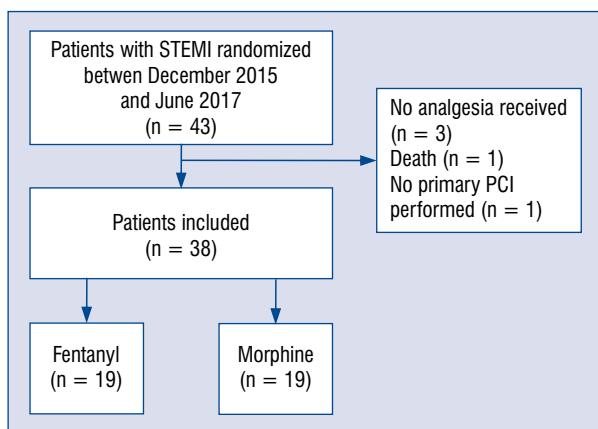 Patients with STEMI randomized
betwen December 2015
and June 2017
(n = 43)
No analgesia received
(n = 3)
Death (n = 1)
No primary PCI
performed (n = 1)
Patients included
(n = 38)
Fentanyl
(n = 19)
Morphine
(n = 19)